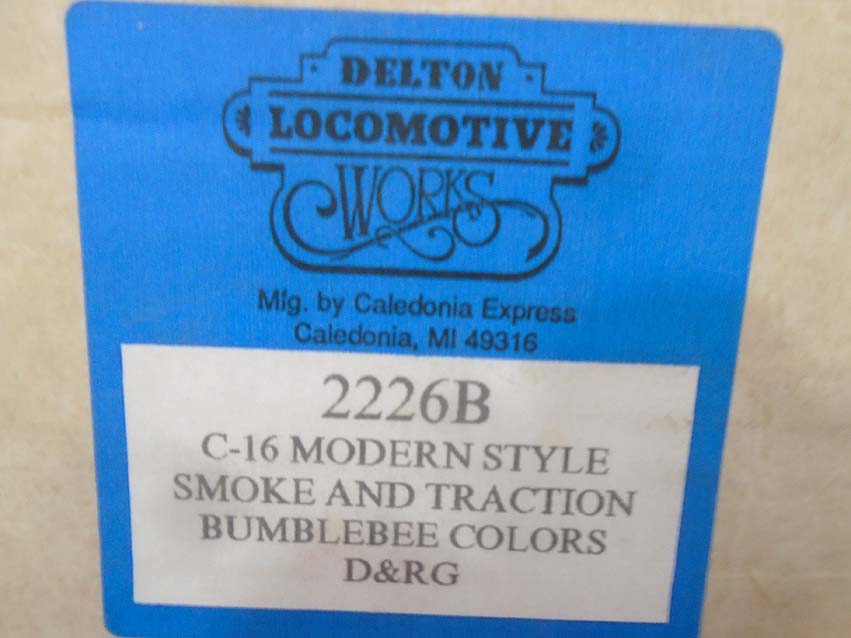 DELTON
LOCOMOTIVE
WORKS
Mfg. by Caledonia Express
Caledonia, MI 49316
2226B
C-16 MODERN STYLE
SMOKE AND TRACTION
BUMBLEBEE COLORS
D&RG